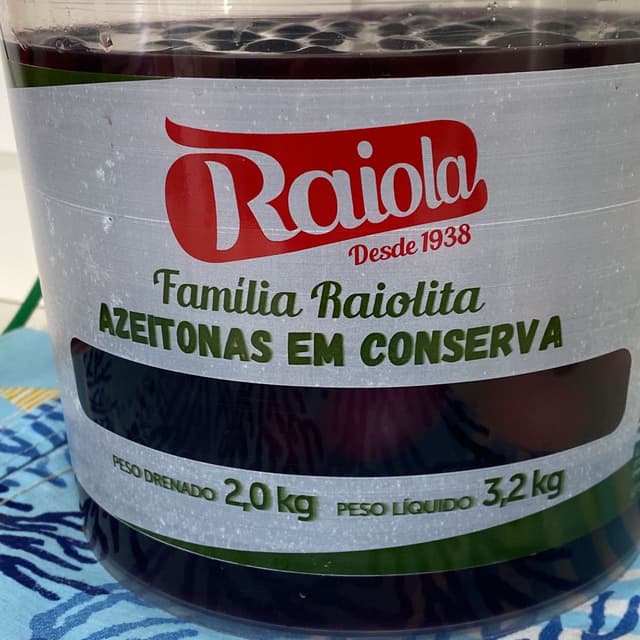 Raiola
Desde 1938
Família Raiolita
AZEITONAS EM CONSERVA
PESO DRENADO 2,0 kg PESO LÍQUIDO 3,2 kg